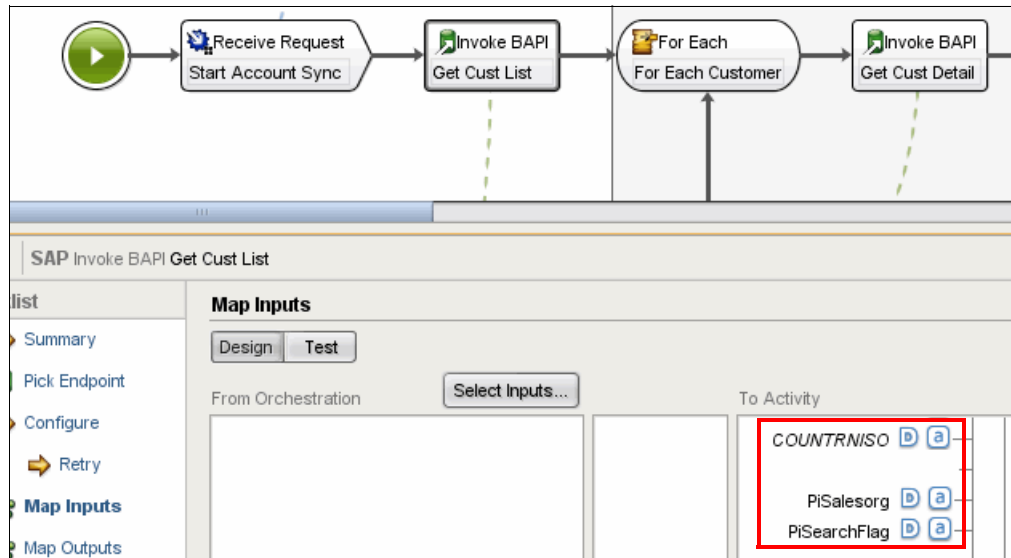 Receive Request
Start Account Sync
Invoke BAPI
Get Cust List
For Each
For Each Customer
Invoke BAPI
Get Cust Detail
SAP Invoke BAPI Get Cust List
list
Summary
Pick Endpoint
Configure
Retry
Map Inputs
Map Outputs
Map Inputs
Design
Test
From Orchestration
Select Inputs...
To Activity
COUNTRNISO D a
PiSalesorg D a
PiSearchFlag D a